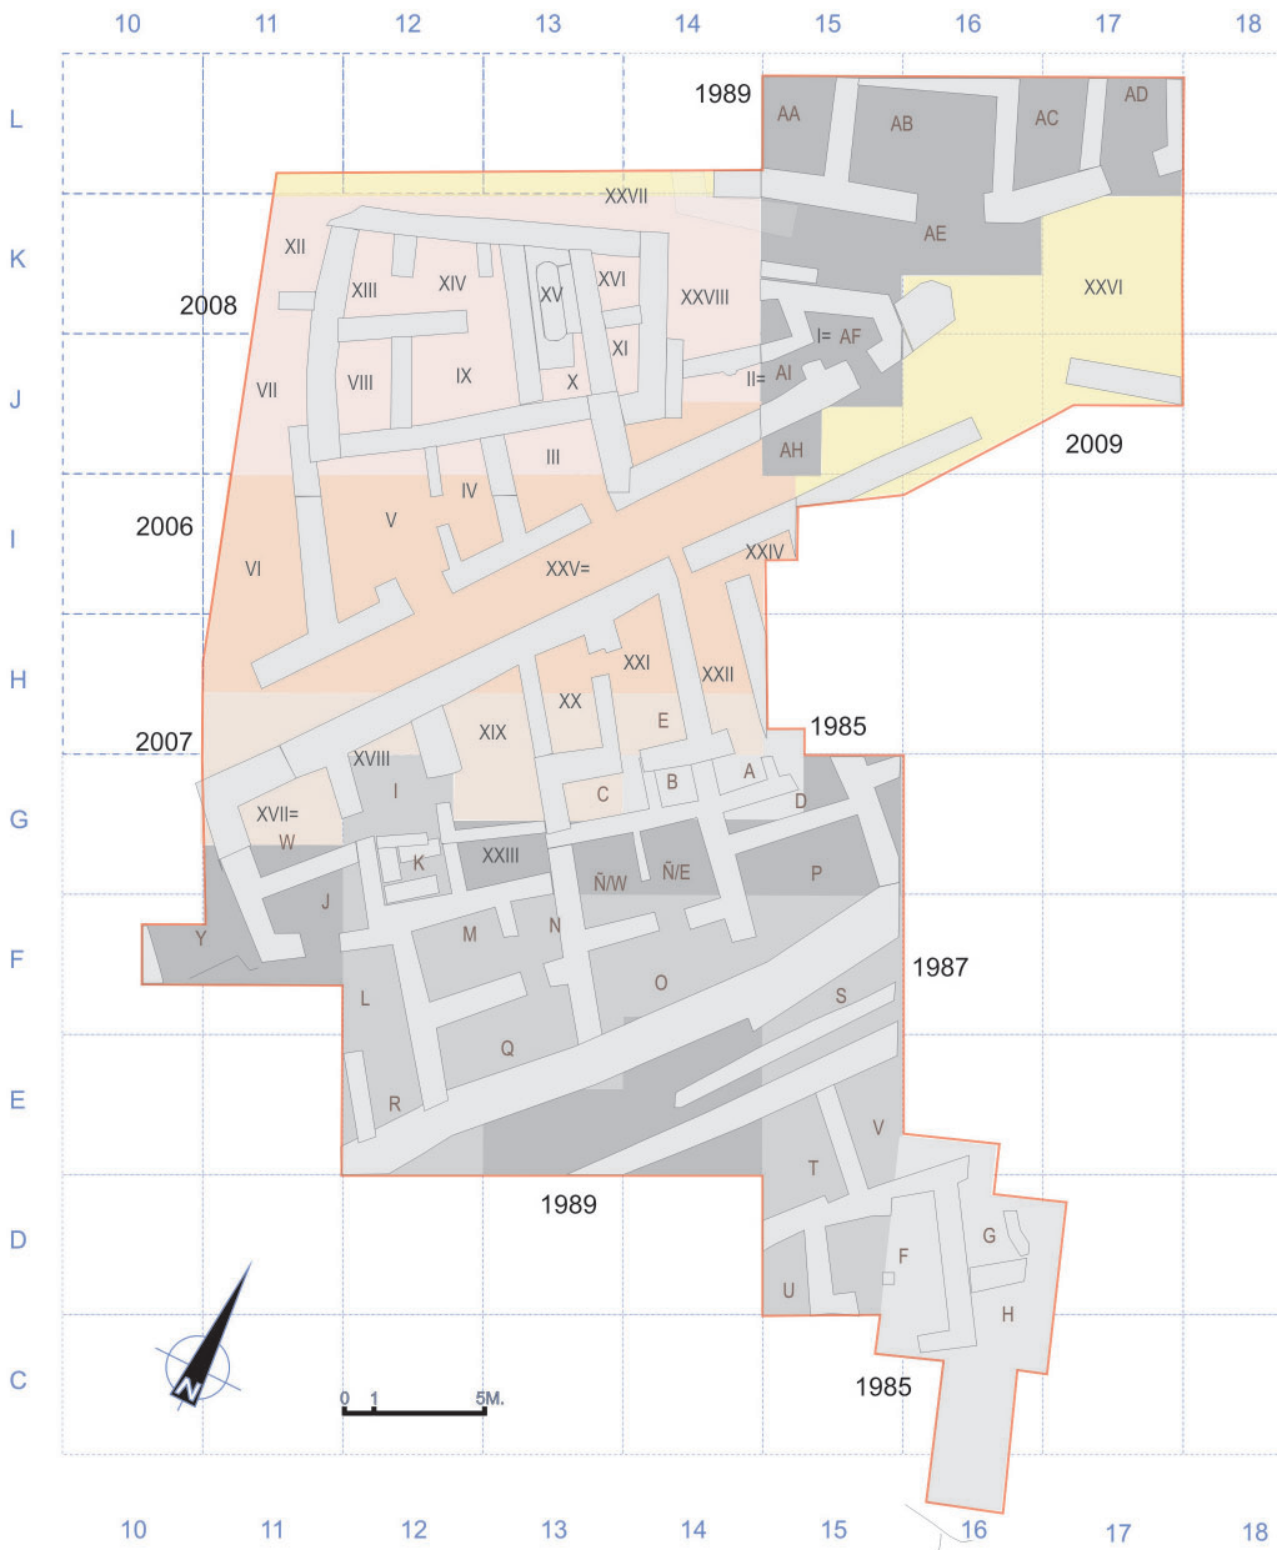 10 11 12 13 14 15 16 17 18
1989
L
AA AB AC AD
XXVII
AE
K
XII XIII XIV XV XVI XXVIII XXVI
2008
I= AF
XI
VII VIII IX X II= AI
J
2009
III AH
IV
2006
V
I
XXIV
VI XXV=
XXI XXII
H
XX
E
1985
XIX
2007
XVIII
A
B
I C D
G
XVII=
W
XXIII
K Ñ/W Ñ/E P
J
M N
Y
F
1987
O
L S
Q
E
R
V
T
1989
D
G
F
U
H
C
1985
N
0 1 5M.
10 11 12 13 14 15 16 17 18